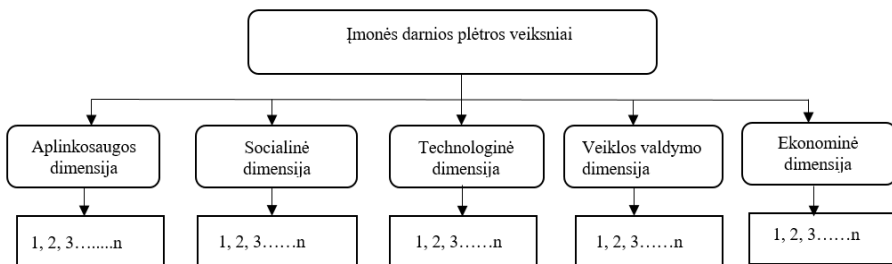 Įmonės darnios plėtros veiksniai
Aplinkosaugos
dimensija
Socialinė
dimensija
Technologinė
dimensija
Veiklos valdymo
dimensija
Ekonominė
dimensija
1, 2, 3….....n
1, 2, 3……n
1, 2, 3……n
1, 2, 3……n
1, 2, 3……n